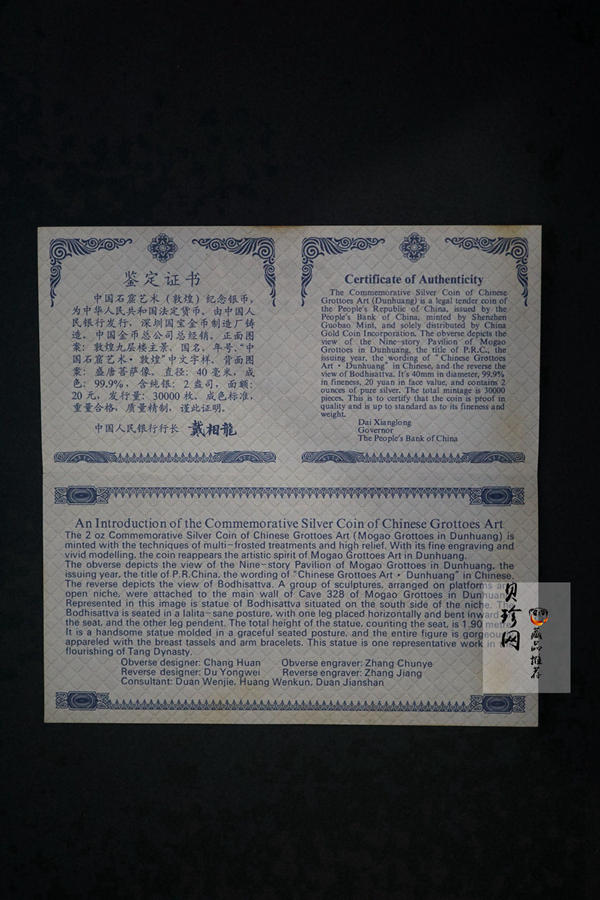 鉴定证书
中国石窟艺术(敦煌)纪念银币,
为中华人民共和国法定货币。由中国人
民银行发行,深圳国宝金币制造厂铸
造,中国金币总公司总经销。正面图
案:敦煌九层楼主景、国名、年号、“中
国石窟艺术·敦煌”中文字样。背面图
案:盛唐菩萨像。直径:40毫米,成
色:99.9%,含纯银:2盎司,面额:
20元,发行量:30000枚。成色标准,
重量合格,质量精制,谨此证明。
中国人民银行行长 戴相龍
Certificate of Authenticity
The Commemorative Silver Coin of Chinese
Grottoes Art (Dunhuang) is a legal tender coin of
the People's Republic of China, issued by the
People's Bank of China, minted by Shenzhen
Guobao Mint, and solely distributed by China
Gold Coin Incorporation. The obverse depicts the
view of the Nine-story Pavilion of Mogao
Grottoes in Dunhuang, the title of P.R.C., the
issuing year, the wording of "Chinese Grottoes
Art · Dunhuang" in Chinese, and the reverse the
view of Bodhisattva. It's 40mm in diameter, 99.9%
in fineness, 20 yuan in face value, and contains 2
ounces of pure silver. The total mintage is 30000
pieces. This is to certify that the coin is proof in
quality and is up to standard as to its fineness and
weight.
Dai Xianglong
Governor
The People's Bank of China
An Introduction of the Commemorative Silver Coin of Chinese Grottoes Art
The 2 oz Commemorative Silver Coin of Chinese Grottoes Art (Mogao Grottoes in Dunhuang) is
minted with the techniques of multi-frosted treatments and high relief. With its fine engraving and
vivid modelling, the coin reappears the artistic spirit of Mogao Grottoes Art in Dunhuang.
The obverse depicts the view of the Nine-story Pavilion of Mogao Grottoes in Dunhuang, the
issuing year, the title of P.R.China, the wording of "Chinese Grottoes Art · Dunhuang" in Chinese.
The reverse depicts the view of Bodhisattva. A group of sculptures, arranged on platforms
open niche, were attached to the main wall of Cave 328 of Mogao Grottoes in
Represented in this image is statue of Bodhisattva situated on the south side of the niche.
Bodhisattva is seated in a lalita-sane posture, with one leg placed horizontally and bent inward
the seat, and the other leg pendent. The total height of the statue, counting the seat, is 1.90
It is a handsome statue molded in a graceful seated posture, and the entire figure is
appareled with the breast tassels and arm bracelets. This statue is one representative work in
flourishing of Tang Dynasty.
Obverse designer: Chang Huan Obverse engraver: Zhang Chunye
Reverse designer: Du Yongwei Reverse engraver: Zhang Jiang
Consultant: Duan Wenjie, Huang Wenkun, Duan Jianshan
贝珍网
藏品推荐